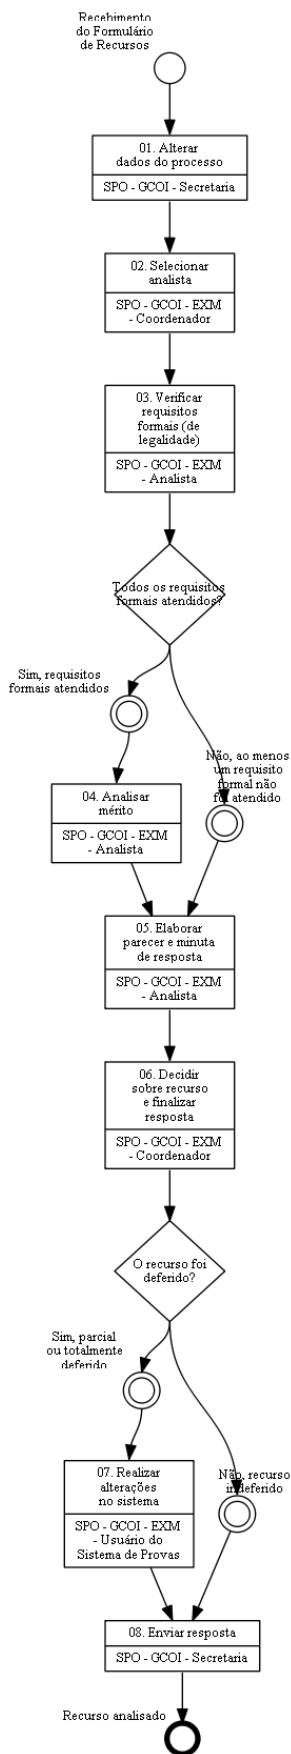 Recebimento
do Formulário
de Recursos
01. Alterar
dados do processo
SPO - GCOI - Secretaria
02. Selecionar
analista
SPO - GCOI - EXM
- Coordenador
03. Verificar
requisitos
formais (de
legalidade)
SPO - GCOI - EXM
- Analista
Todos os requisitos
formais atendidos?
Sim, requisitos
formais atendidos
Não, ao menos
um requisito
formal não
foi atendido
04. Analisar
mérito
SPO - GCOI - EXM
- Analista
05. Elaborar
parecer e minuta
de resposta
SPO - GCOI - EXM
- Analista
06. Decidir
sobre recurso
e finalizar
resposta
SPO - GCOI - EXM
- Coordenador
O recurso foi
deferido?
Sim, parcial
ou totalmente
deferido
Não, recurso
indeferido
07. Realizar
alterações
no sistema
SPO - GCOI - EXM
- Usuário do
Sistema de Provas
08. Enviar resposta
SPO - GCOI - Secretaria
Recurso analisado